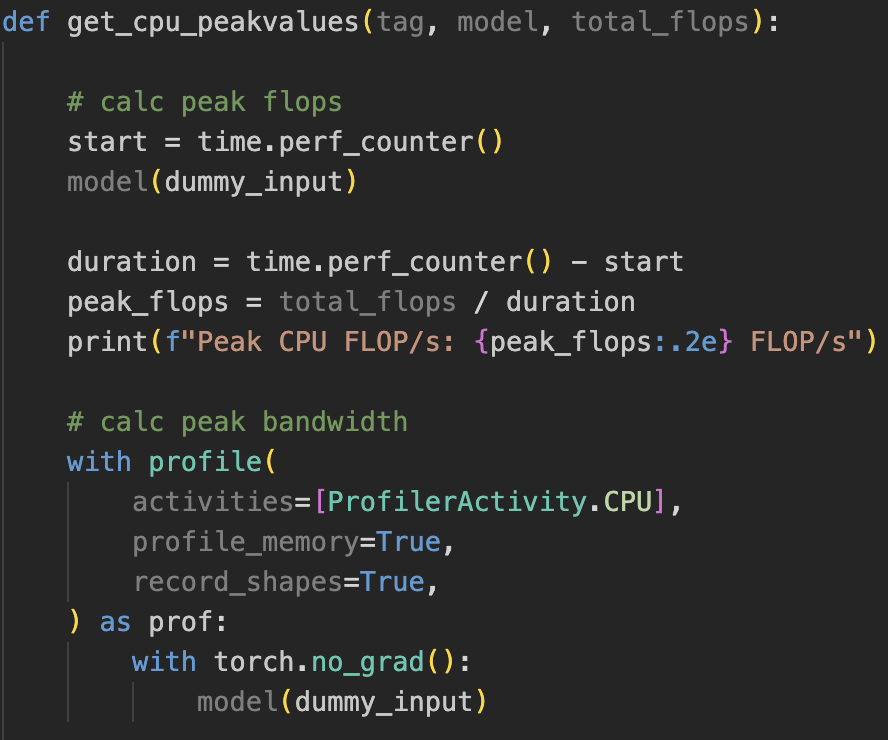 def get_cpu_peakvalues(tag, model, total_flops):
# calc peak flops
start = time.perf_counter()
model(dummy_input)
duration = time.perf_counter() - start
peak_flops = total_flops / duration
print(f"Peak CPU FLOP/s: {peak_flops:.2e} FLOP/s")
# calc peak bandwidth
with profile(
activities=[ProfilerActivity.CPU],
profile_memory=True,
record_shapes=True,
) as prof:
with torch.no_grad():
model(dummy_input)